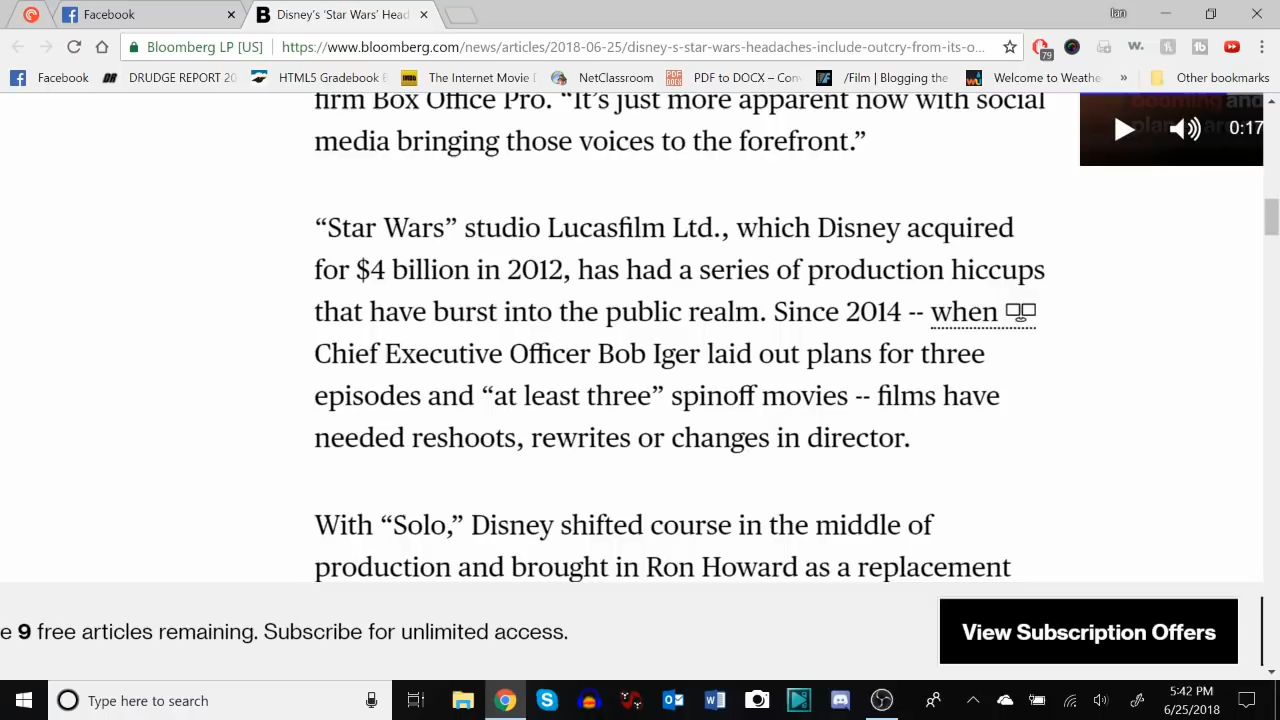 Facebook
Disney's 'Star Wars' Head
Ian
Bloomberg LP [US]
https://www.bloomberg.com/news/articles/2018-06-25/disney-s-star-wars-headaches-include-outcry-from-its-o...
79
Facebook
DRUDGE REPORT 20
HTML5 Gradebook
The Internet Movie
NetClassroom
PDF to DOCX – Con
/Film | Blogging the
Welcome to Weathe
»
Other bookmarks
firm Box Office Pro. “It’s just more apparent now with social
media bringing those voices to the forefront.”
0:17
“Star Wars” studio Lucasfilm Ltd., which Disney acquired
for $4 billion in 2012, has had a series of production hiccups
that have burst into the public realm. Since 2014 -- when
Chief Executive Officer Bob Iger laid out plans for three
episodes and “at least three” spinoff movies -- films have
needed reshoots, rewrites or changes in director.
With “Solo,” Disney shifted course in the middle of
production and brought in Ron Howard as a replacement
e 9 free articles remaining. Subscribe for unlimited access.
View Subscription Offers
Type here to search
5:42 PM
6/25/2018